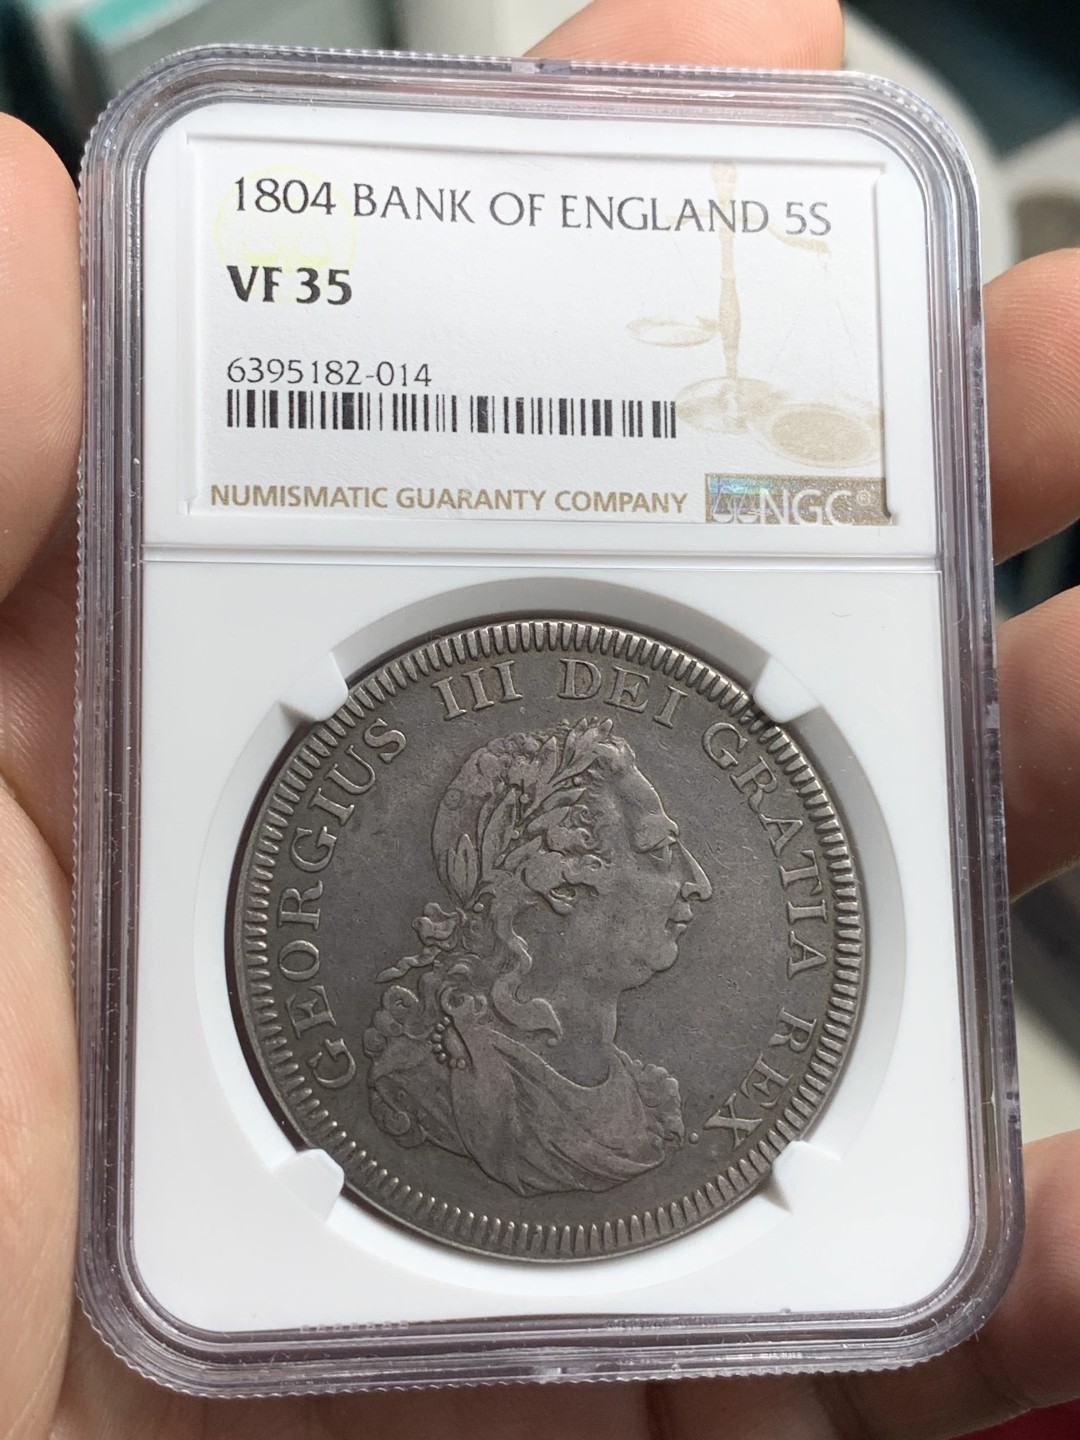 1804 BANK OF ENGLAND 5S
VF 35
6395182-014
NUMISMATIC GUARANTY COMPANY
NGC®
GEORGIUS III DEI GRATIA REX.